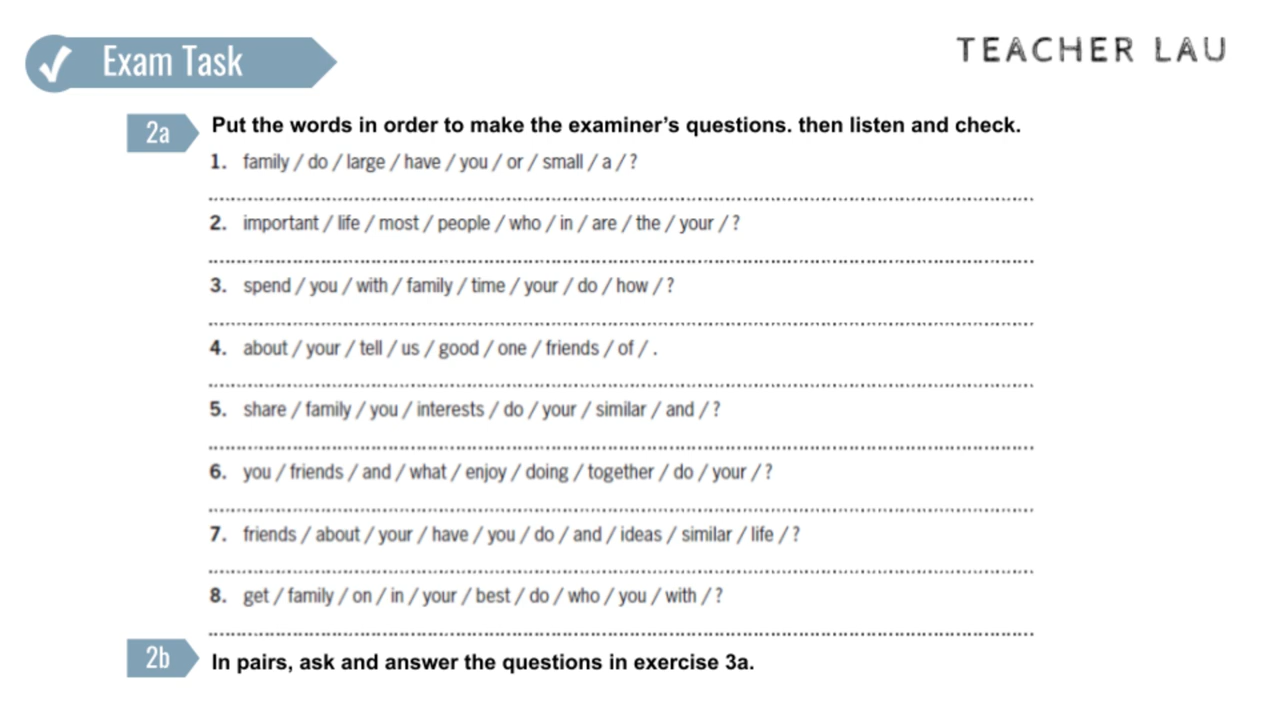 Exam Task
TEACHER LAU
2a
Put the words in order to make the examiner's questions. then listen and check.
1. family / do / large / have / you / or / small / a / ?
2. important / life / most / people / who / in / are / the / your / ?
3. spend / you / with / family / time / your / do / how / ?
4. about / your / tell / us / good / one / friends / of / .
5. share / family / you / interests / do / your / similar / and / ?
6. you / friends / and / what / enjoy / doing / together / do / your / ?
7. friends / about / your / have / you / do / and / ideas / similar / life / ?
8. get / family / on / in / your / best / do / who / you / with / ?
2b
In pairs, ask and answer the questions in exercise 3a.